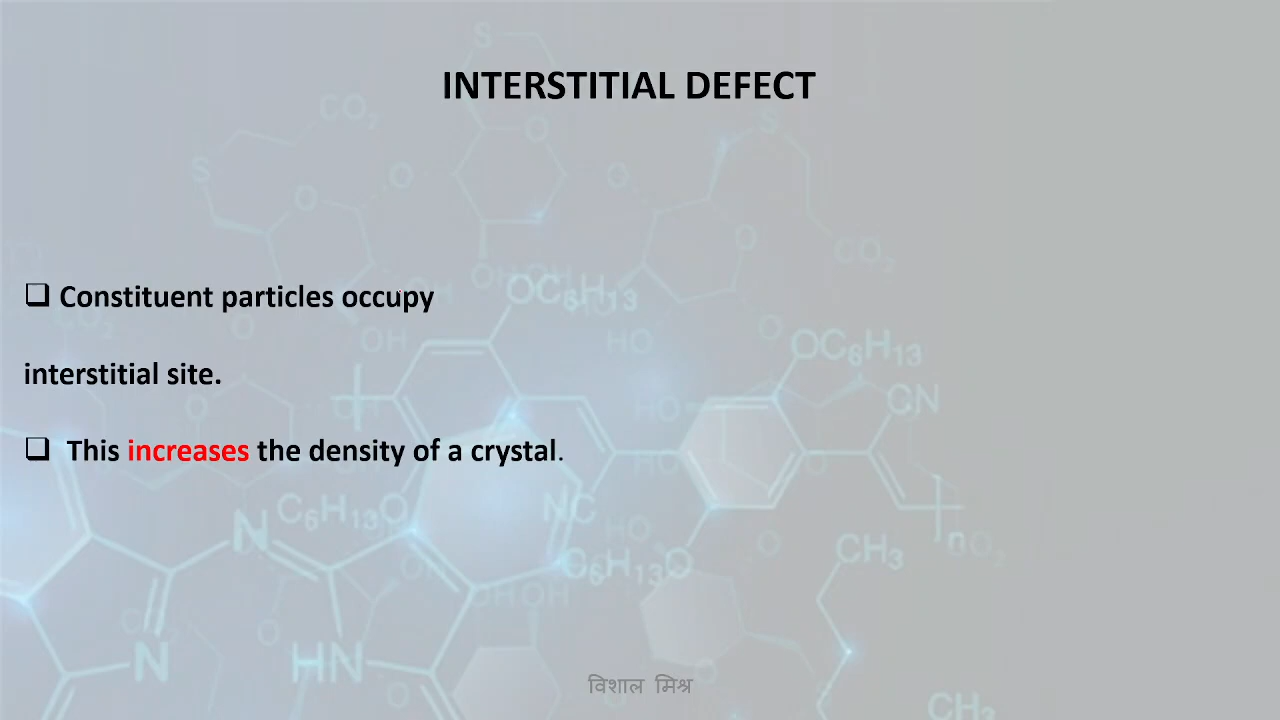 INTERSTITIAL DEFECT
❑ Constituent particles occupy
interstitial site.
❑ This increases the density of a crystal.
विशाल मिश्र